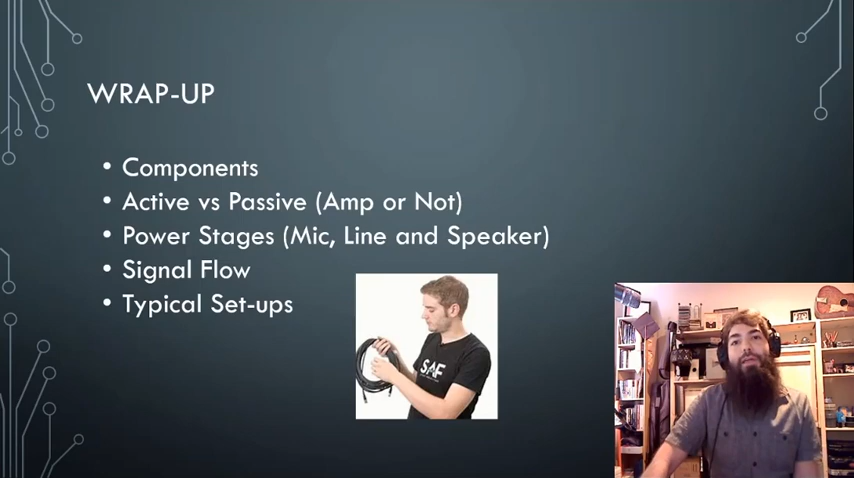 WRAP-UP
• Components
• Active vs Passive (Amp or Not)
• Power Stages (Mic, Line and Speaker)
• Signal Flow
• Typical Set-ups